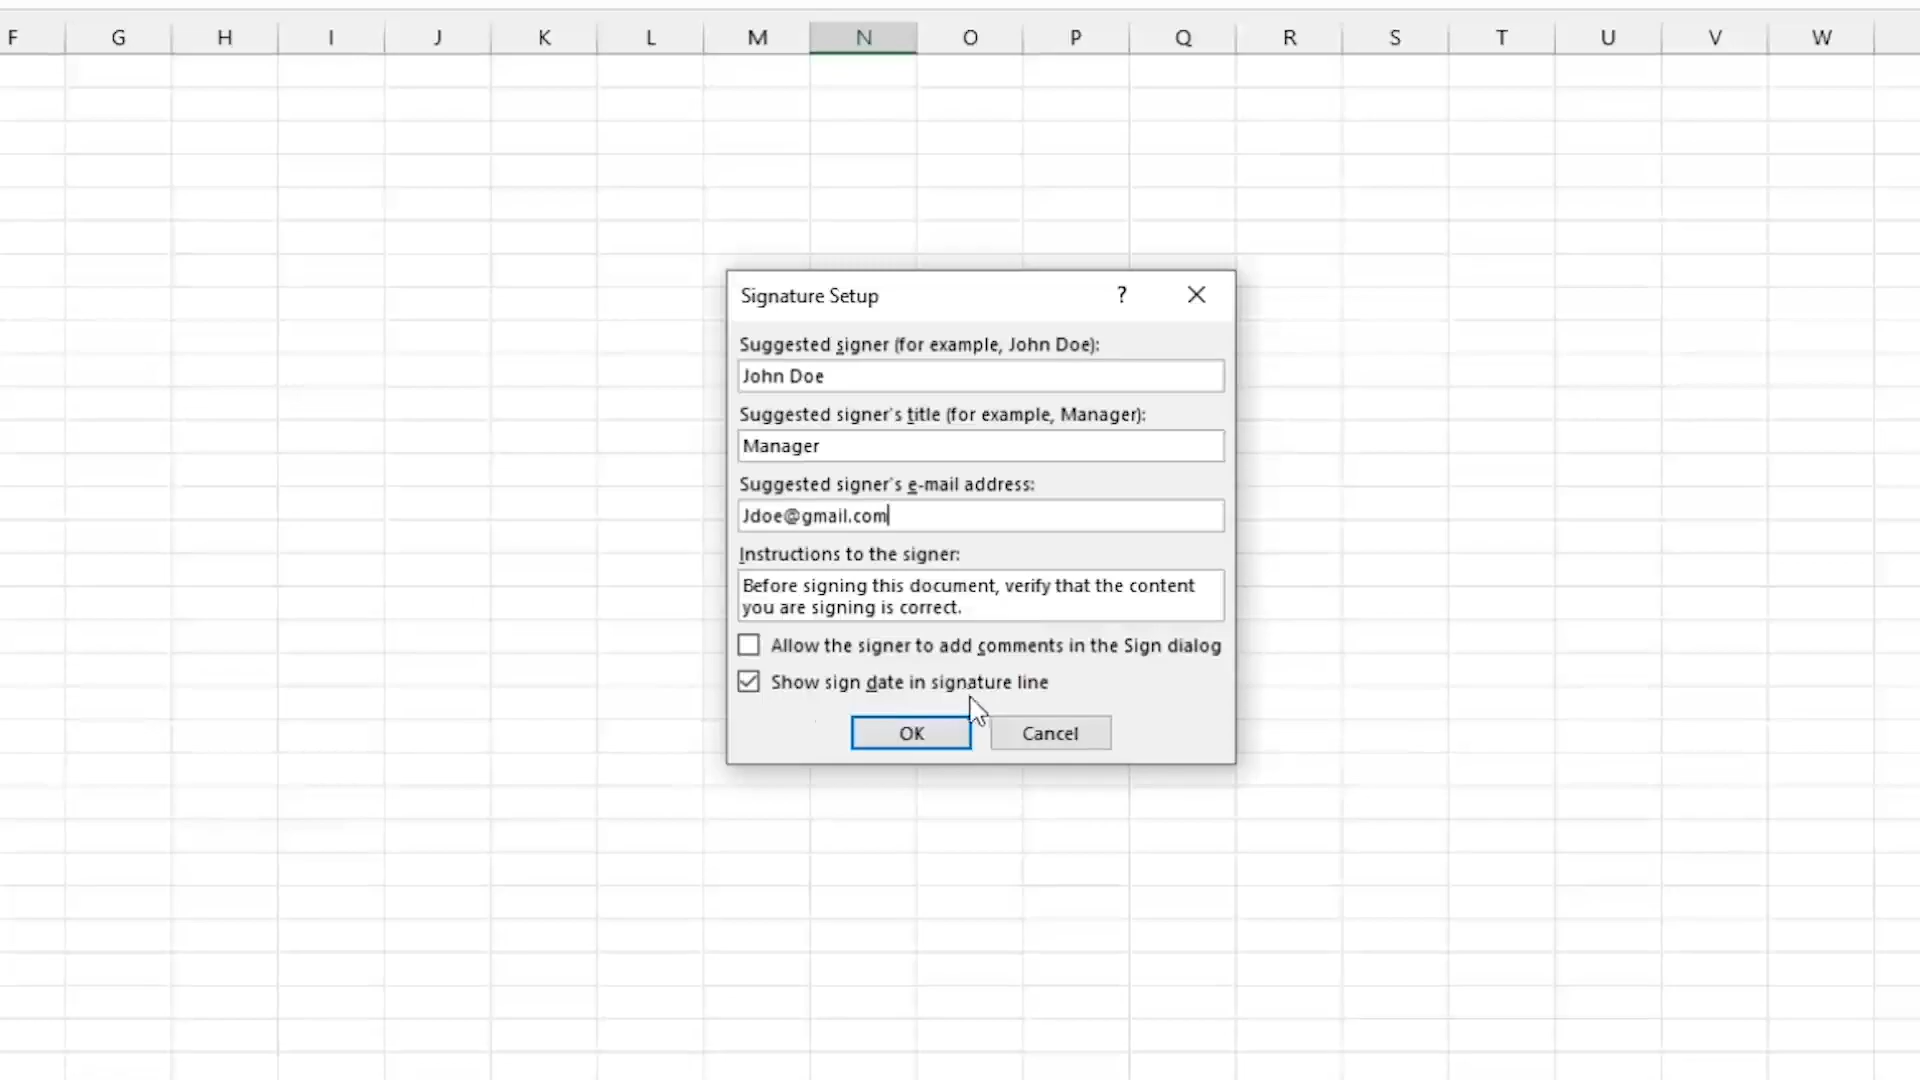 F G H I J K L M N O P Q R S T U V W
Signature Setup ?
Suggested signer (for example, John Doe):
John Doe
Suggested signer's title (for example, Manager):
Manager
Suggested signer's e-mail address:
Jdoe@gmail.com
Instructions to the signer:
Before signing this document, verify that the content
you are signing is correct.
Allow the signer to add comments in the Sign dialog
Show sign date in signature line
OK Cancel